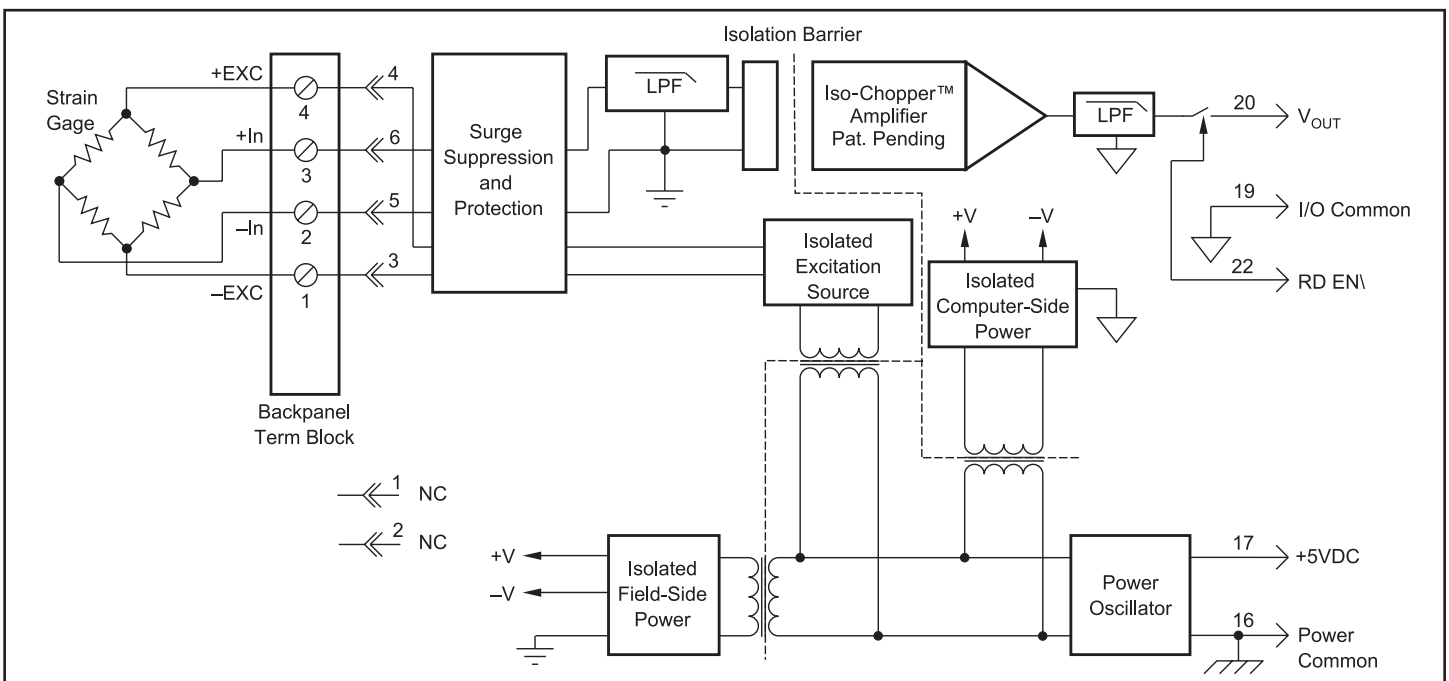 Isolation Barrier
Strain
Gage
+EXC
4
4
+In
6
3
–In
5
2
–EXC
3
1
Backpanel
Term Block
Surge
Suppression
and
Protection
LPF
Iso-Chopper™
Amplifier
Pat. Pending
LPF
20
VOUT
19
I/O Common
22
RD EN\
Isolated
Excitation
Source
+V
–V
Isolated
Computer-Side
Power
1
NC
2
NC
+V
–V
Isolated
Field-Side
Power
Power
Oscillator
17
+5VDC
16
Power
Common